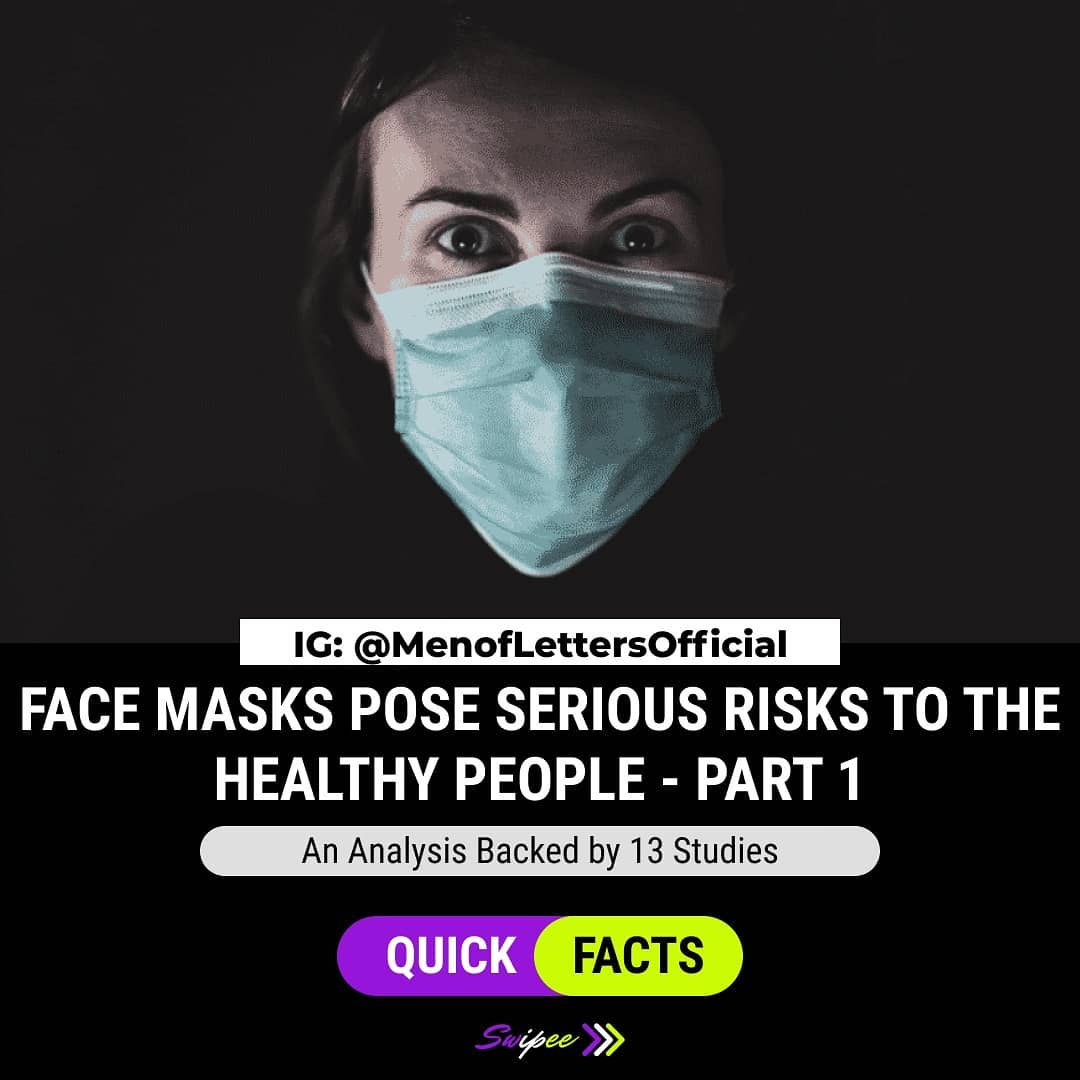 IG: @MenofLettersOfficial
FACE MASKS POSE SERIOUS RISKS TO THE
HEALTHY PEOPLE - PART 1
An Analysis Backed by 13 Studies
QUICK FACTS
Swipee